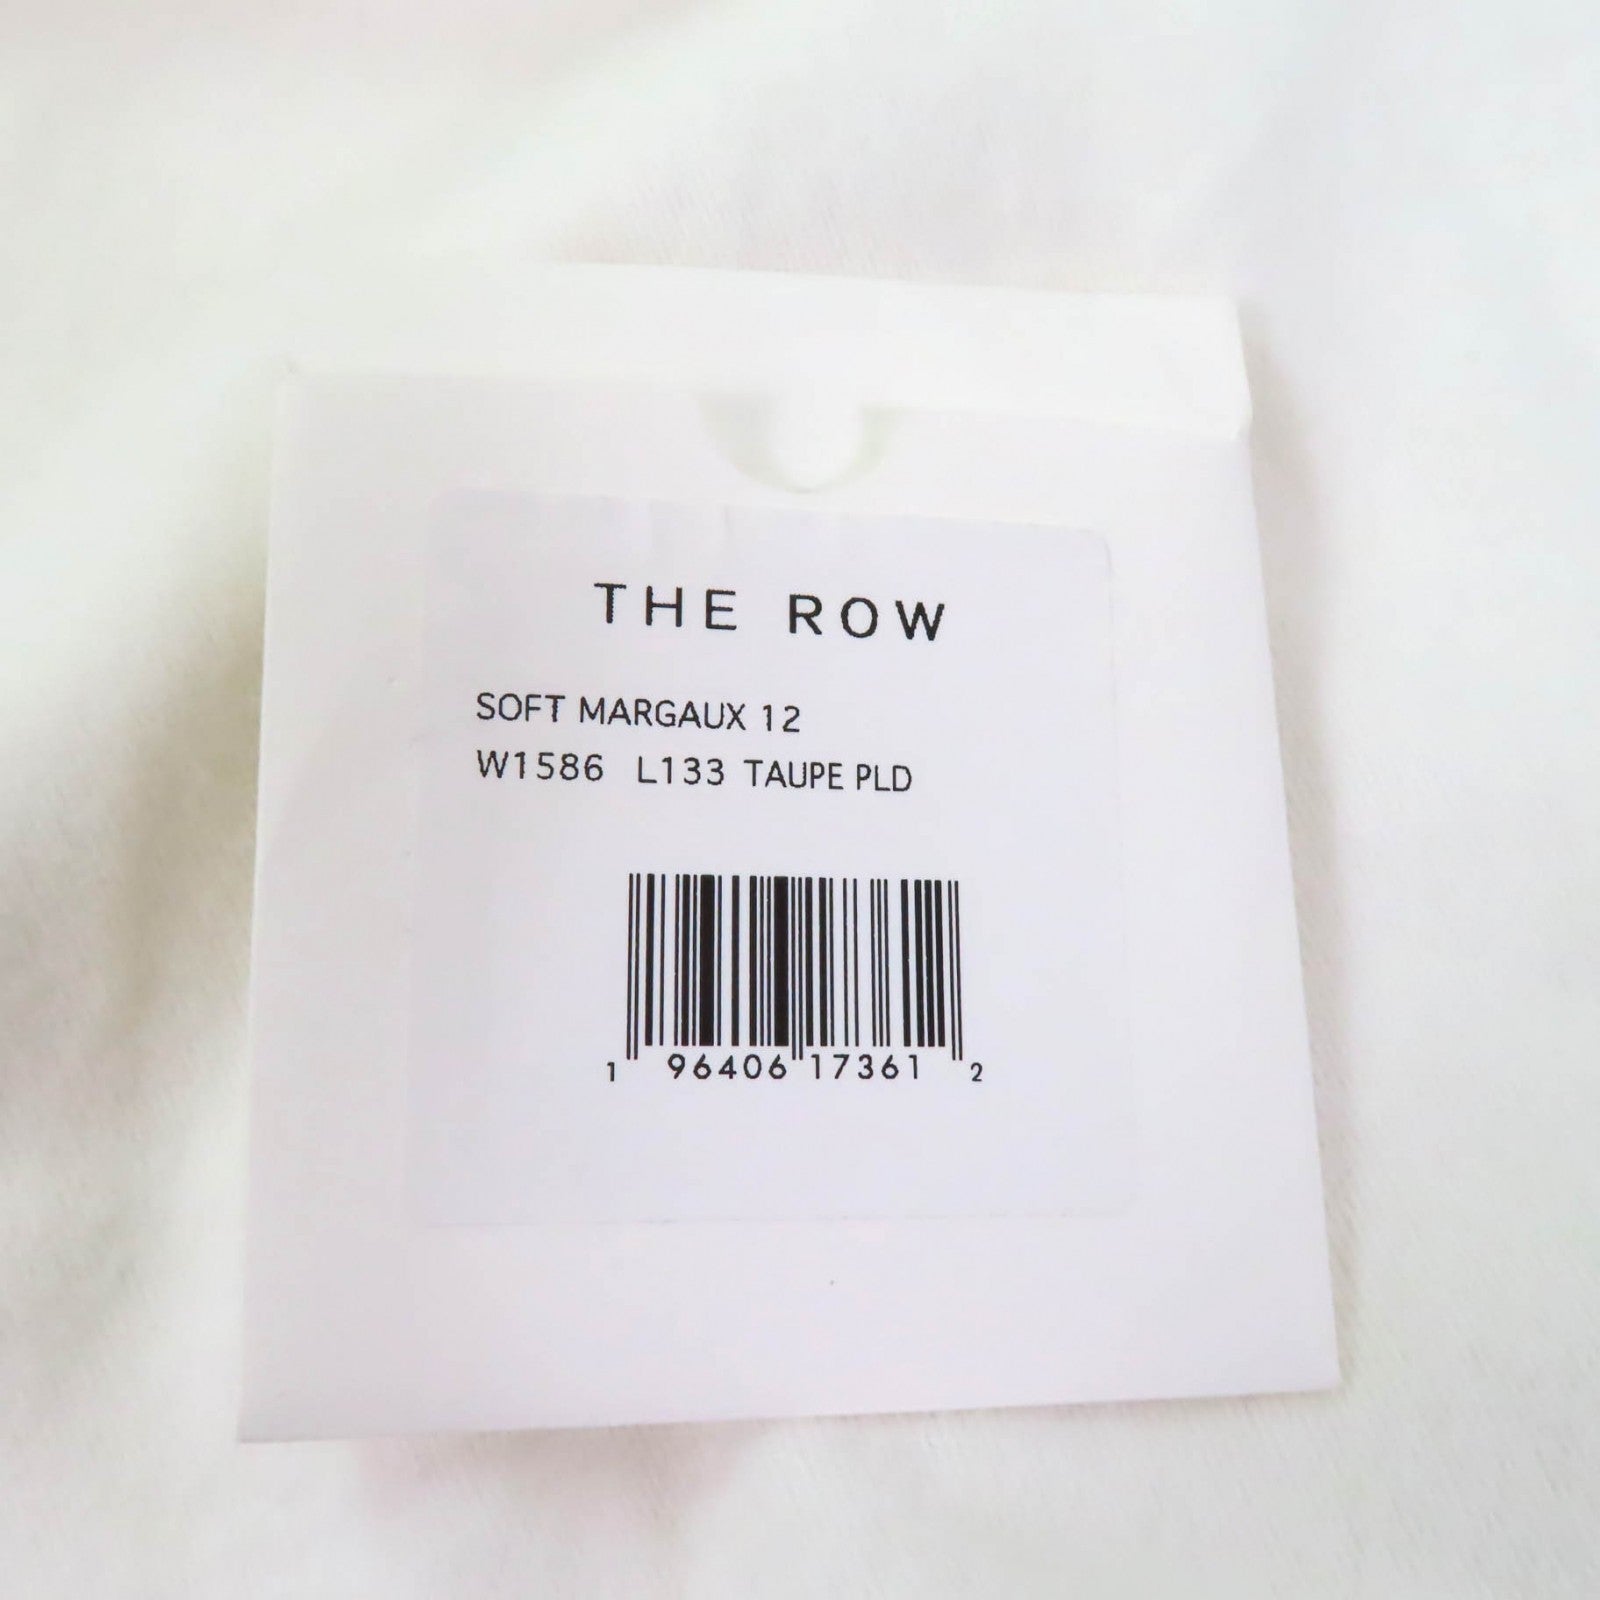 THE ROW
SOFT MARGAUX 12
W1586 L133 TAUPE PLD
1 96406 17361 2